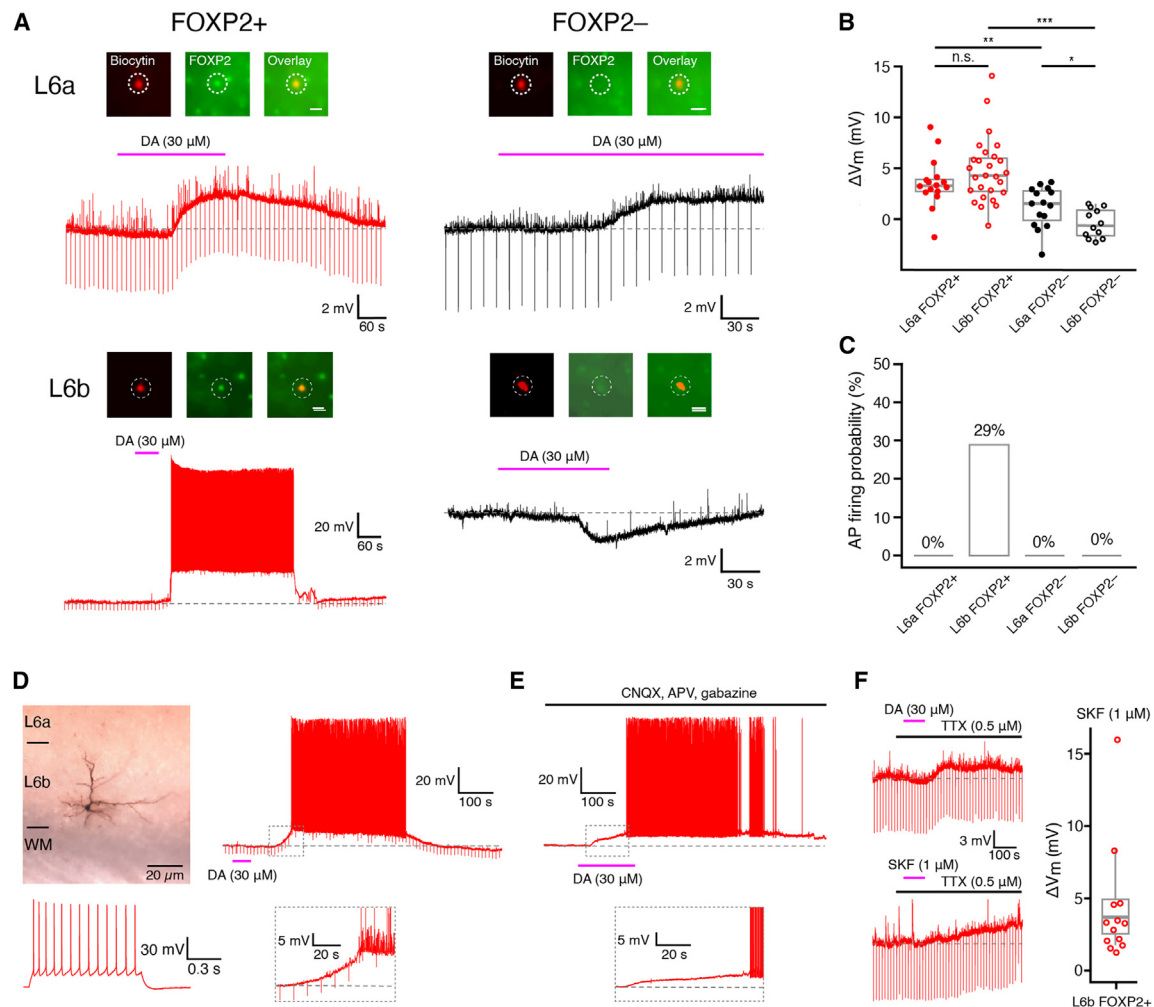 A
FOXP2+
FOXP2–
L6a
Biocytin
FOXP2
Overlay
Biocytin
FOXP2
Overlay
DA (30 µM)
DA (30 µM)
2 mV
60 s
2 mV
30 s
L6b
DA (30 µM)
DA (30 µM)
20 mV
60 s
2 mV
30 s
B
***
**
n.s.
*
15
10
5
0
ΔVm (mV)
L6a FOXP2+
L6b FOXP2+
L6a FOXP2–
L6b FOXP2–
C
50
40
30
20
10
0
AP firing probability (%)
0%
29%
0%
0%
L6a FOXP2+
L6b FOXP2+
L6a FOXP2–
L6b FOXP2–
D
L6a
L6b
WM
20 µm
20 mV
100 s
DA (30 µM)
30 mV
0.3 s
5 mV
20 s
E
CNQX, APV, gabazine
20 mV
100 s
DA (30 µM)
5 mV
20 s
F
DA (30 µM)
TTX (0.5 µM)
3 mV
100 s
SKF (1 µM)
TTX (0.5 µM)
SKF (1 µM)
15
10
5
0
ΔVm (mV)
L6b FOXP2+